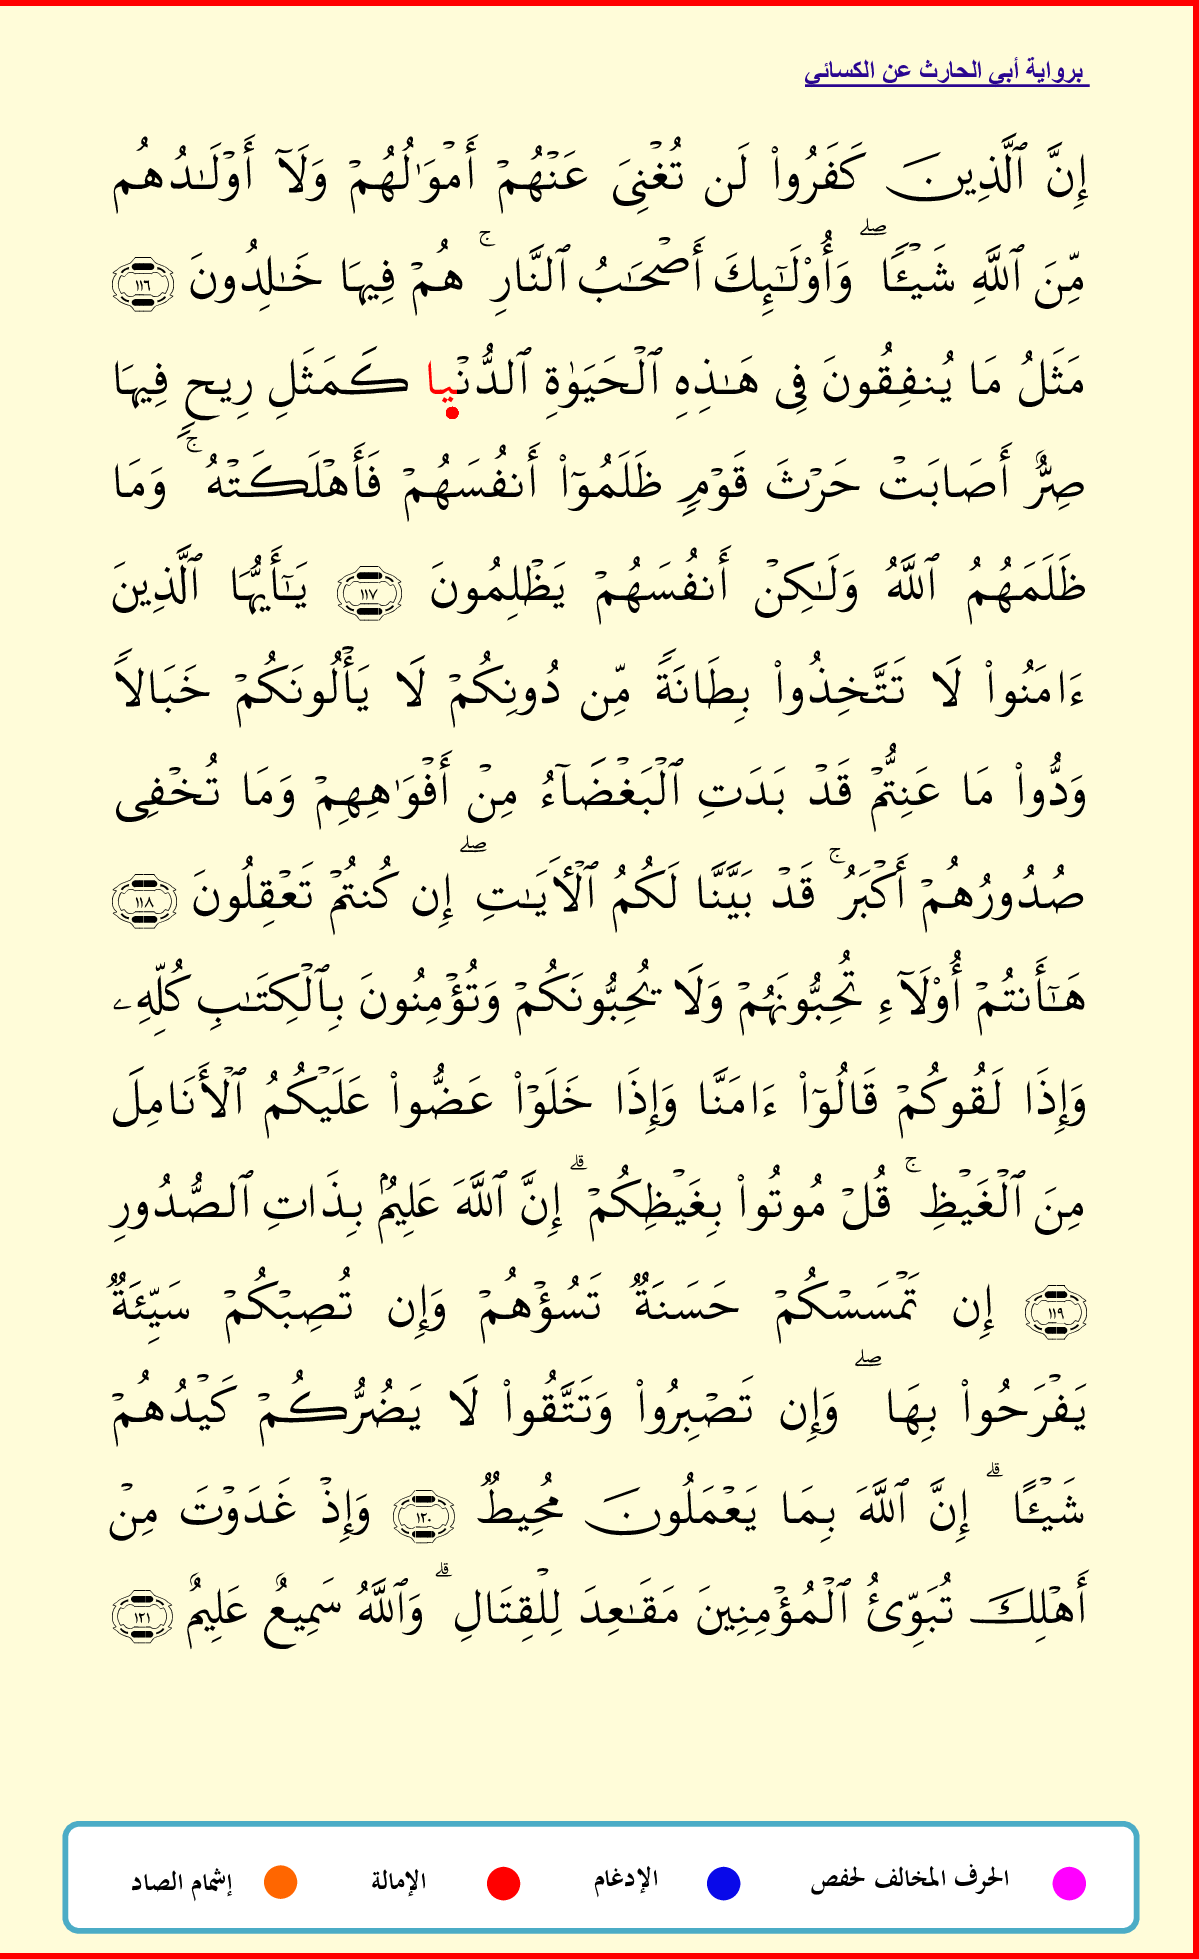 برواية أبي الحارث عن الكسائي
إِنَّ ٱلَّذِينَ كَفَرُوا۟ لَن تُغْنِىَ عَنْهُمْ أَمْوَٰلُهُمْ وَلَآ أَوْلَـٰدُهُم
مِّنَ ٱللَّهِ شَيْـًٔا ۖ وَأُو۟لَـٰٓئِكَ أَصْحَـٰبُ ٱلنَّارِ ۚ هُمْ فِيهَا خَـٰلِدُونَ ١١٦
مَثَلُ مَا يُنفِقُونَ فِى هَـٰذِهِ ٱلْحَيَوٰةِ ٱلدُّنْيا كَمَثَلِ رِيحٍ فِيهَا
صِرٌّ أَصَابَتْ حَرْثَ قَوْمٍ ظَلَمُوٓا۟ أَنفُسَهُمْ فَأَهْلَكَتْهُ ۚ وَمَا
ظَلَمَهُمُ ٱللَّهُ وَلَـٰكِنْ أَنفُسَهُمْ يَظْلِمُونَ ١١٧ يَـٰٓأَيُّهَا ٱلَّذِينَ
ءَامَنُوا۟ لَا تَتَّخِذُوا۟ بِطَانَةً مِّن دُونِكُمْ لَا يَأْلُونَكُمْ خَبَالاً
وَدُّوا۟ مَا عَنِتُّمْ قَدْ بَدَتِ ٱلْبَغْضَآءُ مِنْ أَفْوَٰهِهِمْ وَمَا تُخْفِى
صُدُورُهُمْ أَكْبَرُ ۚ قَدْ بَيَّنَّا لَكُمُ ٱلْأَيَـٰتِ ۖ إِن كُنتُمْ تَعْقِلُونَ ١١٨
هَـٰٓأَنتُمْ أُو۟لَآءِ تُحِبُّونَهُمْ وَلَا يُحِبُّونَكُمْ وَتُؤْمِنُونَ بِٱلْكِتَـٰبِ كُلِّهِۦ
وَإِذَا لَقُوكُمْ قَالُوٓا۟ ءَامَنَّا وَإِذَا خَلَوْا۟ عَضُّوا۟ عَلَيْكُمُ ٱلْأَنَامِلَ
مِنَ ٱلْغَيْظِ ۚ قُلْ مُوتُوا۟ بِغَيْظِكُمْ ۗ إِنَّ ٱللَّهَ عَلِيمٌۢ بِذَاتِ ٱلصُّدُورِ
١١٩ إِن تَمْسَسْكُمْ حَسَنَةٌ تَسُؤْهُمْ وَإِن تُصِبْكُمْ سَيِّئَةٌ
يَفْرَحُوا۟ بِهَا ۖ وَإِن تَصْبِرُوا۟ وَتَتَّقُوا۟ لَا يَضُرُّكُمْ كَيْدُهُمْ
شَيْـًٔا ۗ إِنَّ ٱللَّهَ بِمَا يَعْمَلُونَ مُحِيطٌ ١٢٠ وَإِذْ غَدَوْتَ مِنْ
أَهْلِكَ تُبَوِّئُ ٱلْمُؤْمِنِينَ مَقَـٰعِدَ لِلْقِتَالِ ۗ وَٱللَّهُ سَمِيعٌ عَلِيمٌ ١٢١
الحرف المخالف لحفص الإدغام الإمالة إشمام الصاد